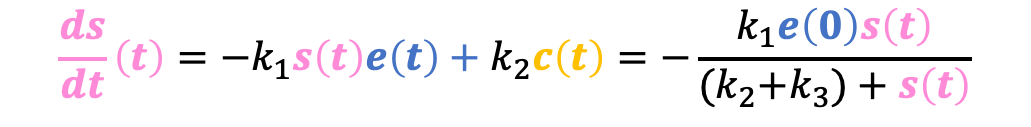 ds/dt (t) = −k₁s(t)e(t) + k₂c(t) = − k₁e(0)s(t) / (k₂+k₃) + s(t)